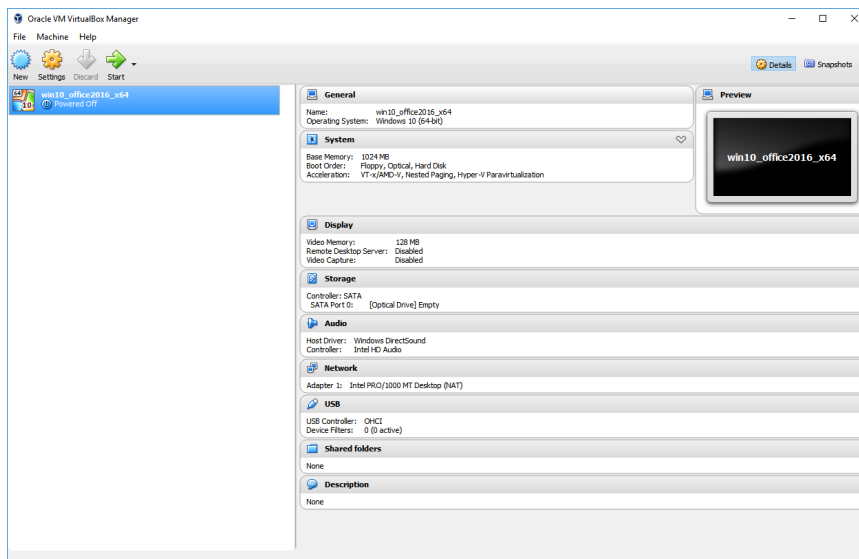 Oracle VM VirtualBox Manager
File Machine Help
New Settings Discard Start
Details Snapshots
64
10
win10_office2016_x64
Powered Off
General
Name: win10_office2016_x64
Operating System: Windows 10 (64-bit)
Preview
win10_office2016_x64
System
Base Memory: 1024 MB
Boot Order: Floppy, Optical, Hard Disk
Acceleration: VT-x/AMD-V, Nested Paging, Hyper-V Paravirtualization
Display
Video Memory: 128 MB
Remote Desktop Server: Disabled
Video Capture: Disabled
Storage
Controller: SATA
SATA Port 0: [Optical Drive] Empty
Audio
Host Driver: Windows DirectSound
Controller: Intel HD Audio
Network
Adapter 1: Intel PRO/1000 MT Desktop (NAT)
USB
USB Controller: OHCI
Device Filters: 0 (0 active)
Shared folders
None
Description
None